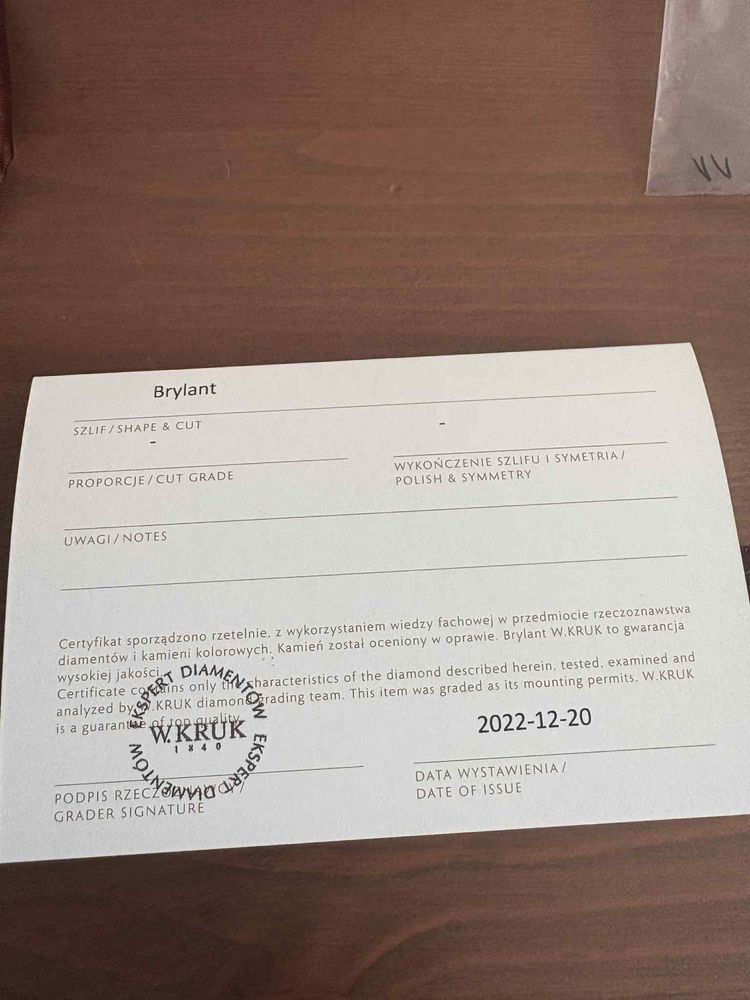 Brylant
SZLIF / SHAPE & CUT
-
-
PROPORCJE / CUT GRADE
WYKOŃCZENIE SZLIFU I SYMETRIA /
POLISH & SYMMETRY
UWAGI / NOTES
Certyfikat sporządzono rzetelnie, z wykorzystaniem wiedzy fachowej w przedmiocie rzeczoznawstwa
diamentów i kamieni kolorowych. Kamień został oceniony w oprawie. Brylant W.KRUK to gwarancja
wysokiej jakości.
Certificate contains only the characteristics of the diamond described herein, tested, examined and
analyzed by W.KRUK diamond grading team. This item was graded as its mounting permits. W.KRUK
is a guarantee of top quality.
EKSPERT DIAMENTÓW EKSPERT DIAMENTÓW
W.KRUK
1840
2022-12-20
PODPIS
GRADER SIGNATURE
DATA WYSTAWIENIA /
DATE OF ISSUE